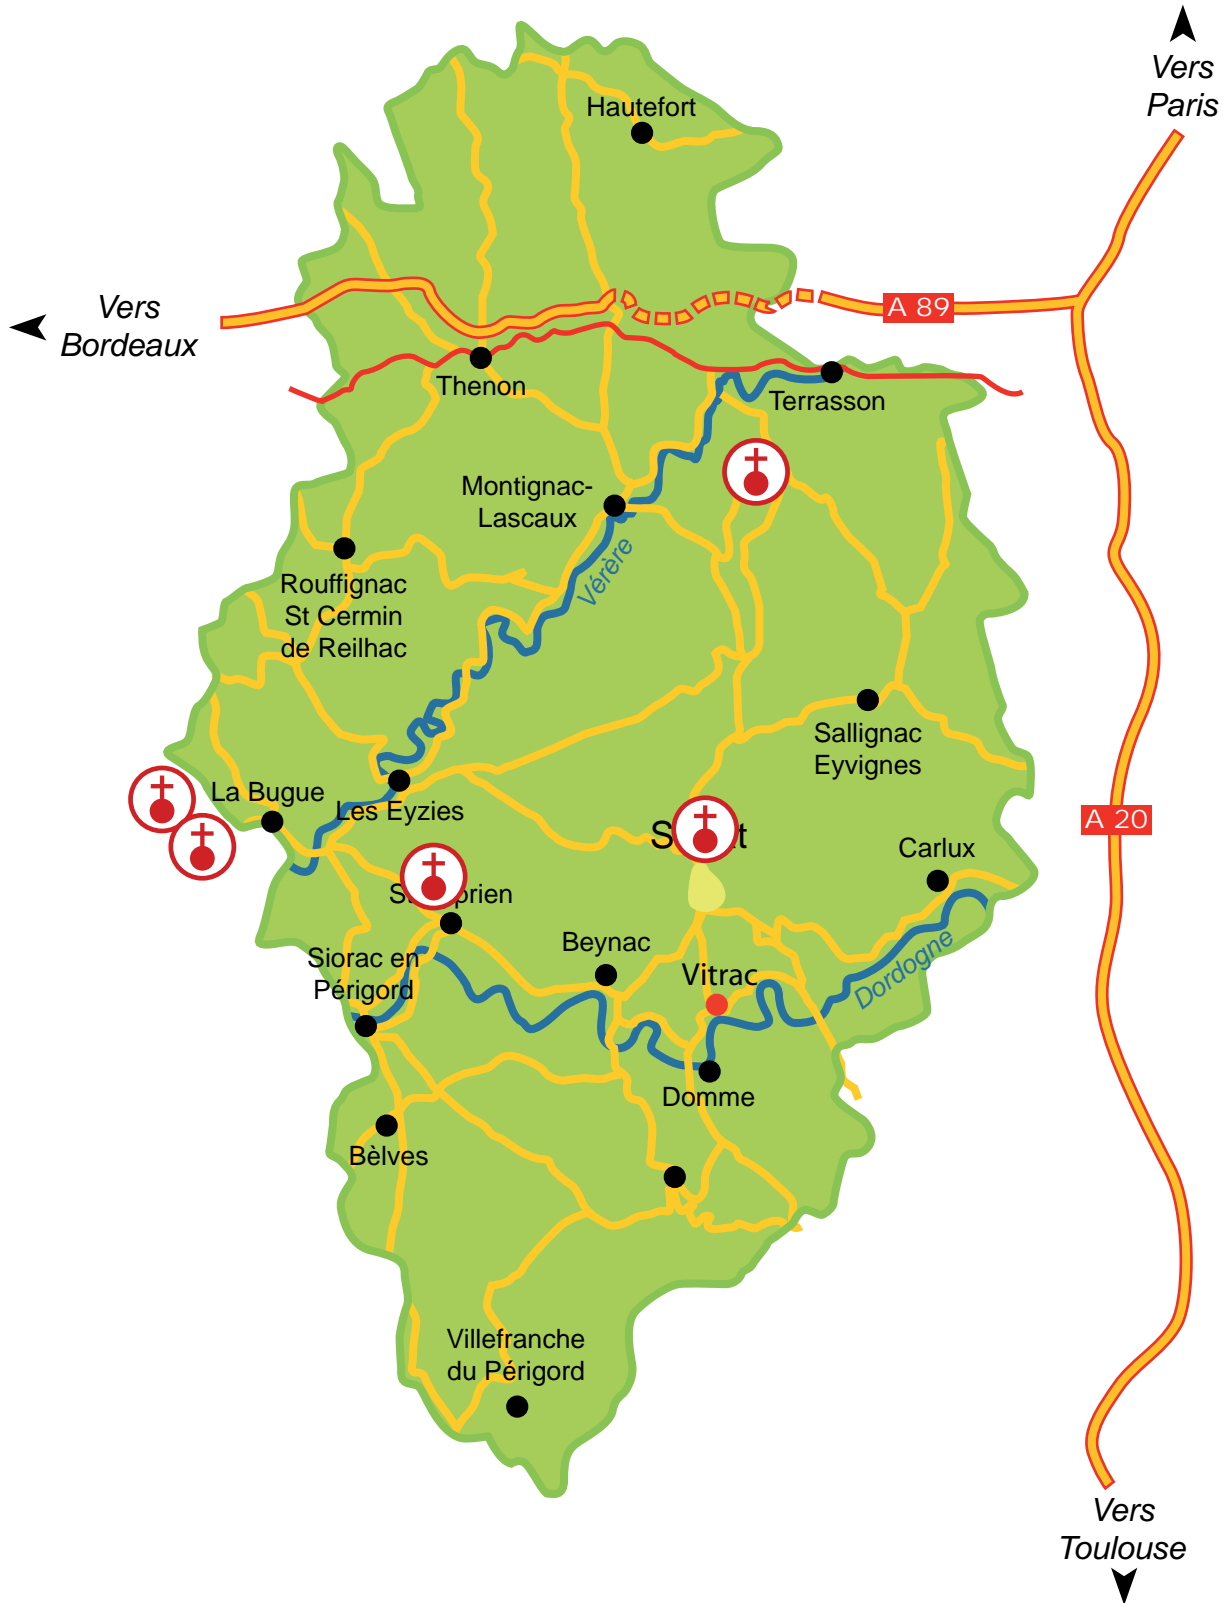 Vers
Paris
Hautefort
Vers
Bordeaux
A 89
Thenon
Terrasson
Montignac-
Lascaux
Vérère
Rouffignac
St Cermin
de Reilhac
Sallignac
Eyvignes
La Bugue
Les Eyzies
A 20
Carlux
Beynac
Siorac en
Périgord
Vitrac
Dordogne
Domme
Bèlves
Villefranche
du Périgord
Vers
Toulouse